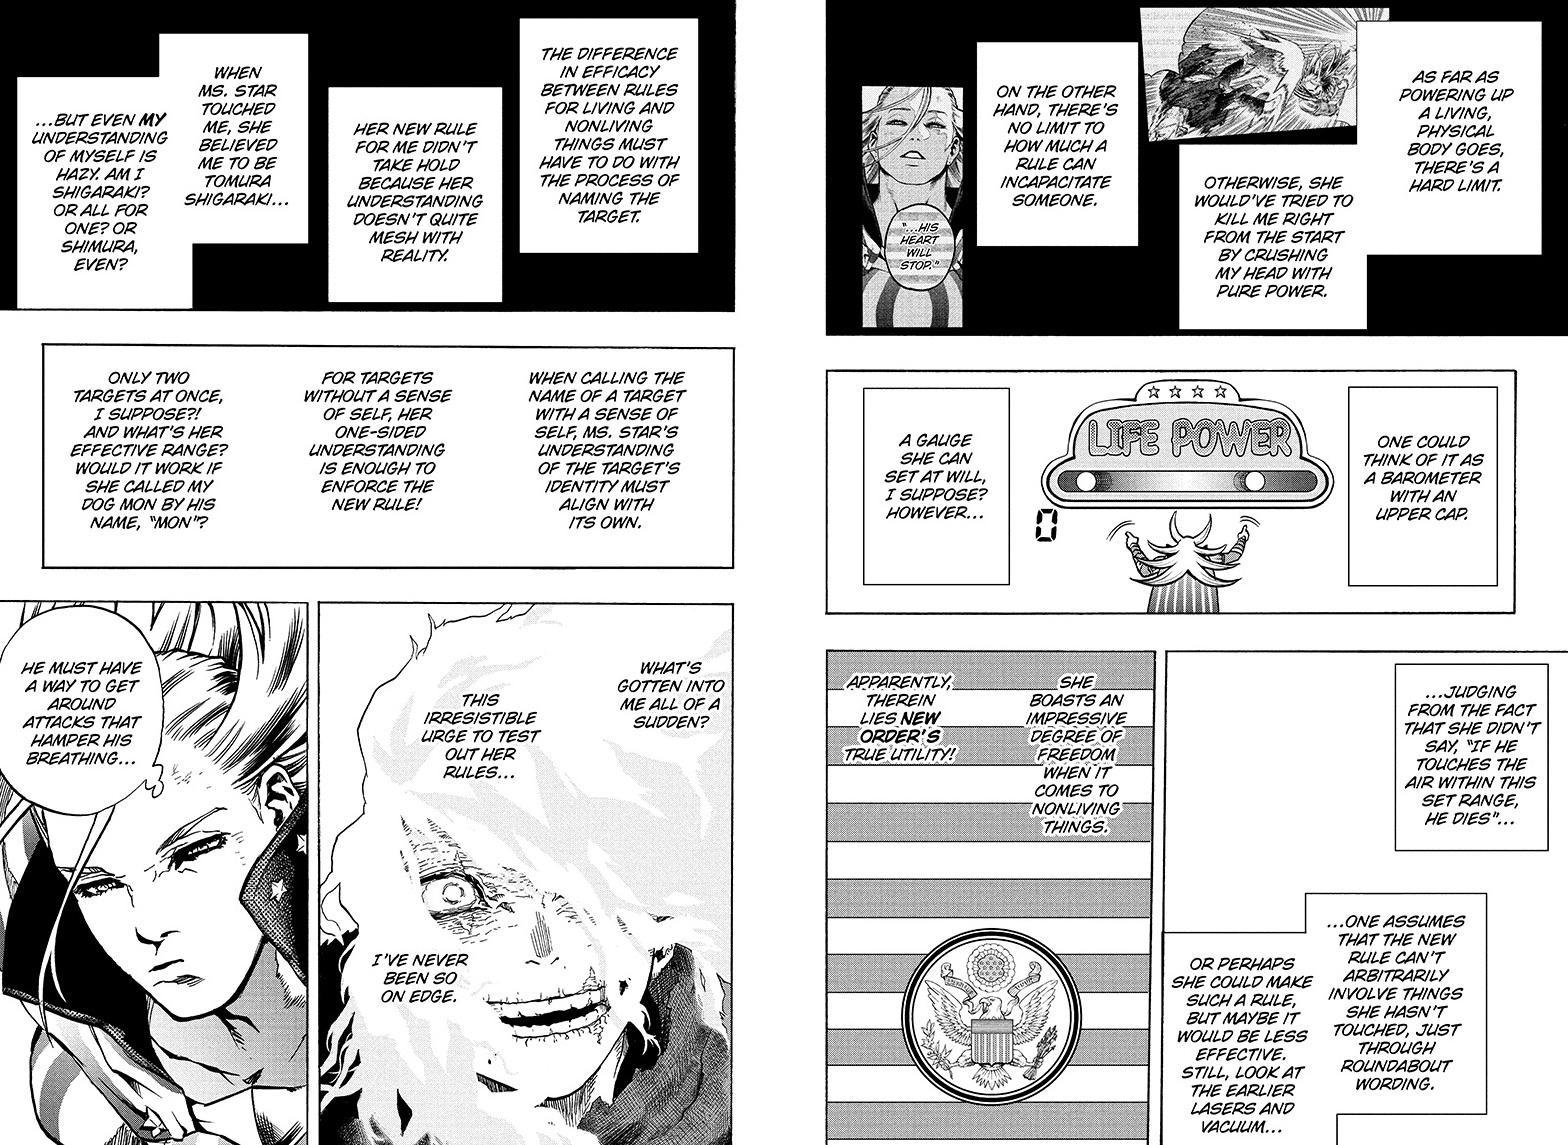 AS FAR AS
POWERING UP
A LIVING,
PHYSICAL
BODY GOES,
THERE'S
A HARD LIMIT.
OTHERWISE, SHE
WOULD'VE TRIED TO
KILL ME RIGHT
FROM THE START
BY CRUSHING
MY HEAD WITH
PURE POWER.
ON THE OTHER
HAND, THERE'S
NO LIMIT TO
HOW MUCH A
RULE CAN
INCAPACITATE
SOMEONE.
"...HIS
HEART
WILL
STOP."
ONE COULD
THINK OF IT AS
A BAROMETER
WITH AN
UPPER CAP.
LIFE POWER
0
A GAUGE
SHE CAN
SET AT WILL,
I SUPPOSE?
HOWEVER...
...JUDGING
FROM THE FACT
THAT SHE DIDN'T
SAY, "IF HE
TOUCHES THE
AIR WITHIN THIS
SET RANGE,
HE DIES"...
...ONE ASSUMES
THAT THE NEW
RULE CAN'T
ARBITRARILY
INVOLVE THINGS
SHE HASN'T
TOUCHED, JUST
THROUGH
ROUNDABOUT
WORDING.
OR PERHAPS
SHE COULD MAKE
SUCH A RULE,
BUT MAYBE IT
WOULD BE LESS
EFFECTIVE.
STILL, LOOK AT
THE EARLIER
LASERS AND
VACUUM...
SHE
BOASTS AN
IMPRESSIVE
DEGREE OF
FREEDOM
WHEN IT
COMES TO
NONLIVING
THINGS.
APPARENTLY,
THEREIN
LIES NEW
ORDER'S
TRUE UTILITY!
THE DIFFERENCE
IN EFFICACY
BETWEEN RULES
FOR LIVING AND
NONLIVING
THINGS MUST
HAVE TO DO WITH
THE PROCESS OF
NAMING THE
TARGET.
HER NEW RULE
FOR ME DIDN'T
TAKE HOLD
BECAUSE HER
UNDERSTANDING
DOESN'T QUITE
MESH WITH
REALITY.
WHEN
MS. STAR
TOUCHED
ME, SHE
BELIEVED
ME TO BE
TOMURA
SHIGARAKI...
...BUT EVEN MY
UNDERSTANDING
OF MYSELF IS
HAZY. AM I
SHIGARAKI?
OR ALL FOR
ONE? OR
SHIMURA,
EVEN?
WHEN CALLING THE
NAME OF A TARGET
WITH A SENSE OF
SELF, MS. STAR'S
UNDERSTANDING
OF THE TARGET'S
IDENTITY MUST
ALIGN WITH
ITS OWN.
FOR TARGETS
WITHOUT A SENSE
OF SELF, HER
ONE-SIDED
UNDERSTANDING
IS ENOUGH TO
ENFORCE THE
NEW RULE!
ONLY TWO
TARGETS AT ONCE,
I SUPPOSE?!
AND WHAT'S HER
EFFECTIVE RANGE?
WOULD IT WORK IF
SHE CALLED MY
DOG MON BY HIS
NAME, "MON"?
WHAT'S
GOTTEN INTO
ME ALL OF A
SUDDEN?
THIS
IRRESISTIBLE
URGE TO TEST
OUT HER
RULES...
I'VE NEVER
BEEN SO
ON EDGE.
HE MUST HAVE
A WAY TO GET
AROUND
ATTACKS THAT
HAMPER HIS
BREATHING...